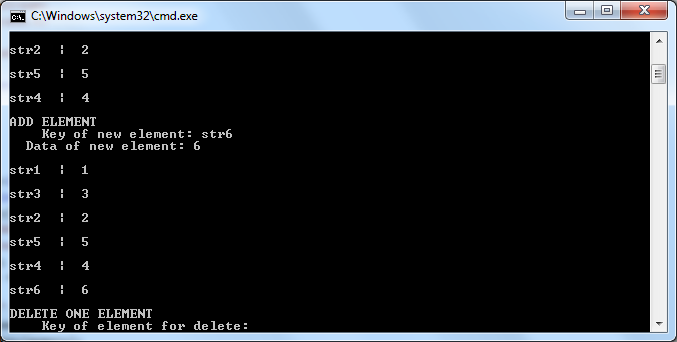 C:\Windows\system32\cmd.exe
str2 ¦ 2
str5 ¦ 5
str4 ¦ 4
ADD ELEMENT
Key of new element: str6
Data of new element: 6
str1 ¦ 1
str3 ¦ 3
str2 ¦ 2
str5 ¦ 5
str4 ¦ 4
str6 ¦ 6
DELETE ONE ELEMENT
Key of element for delete: